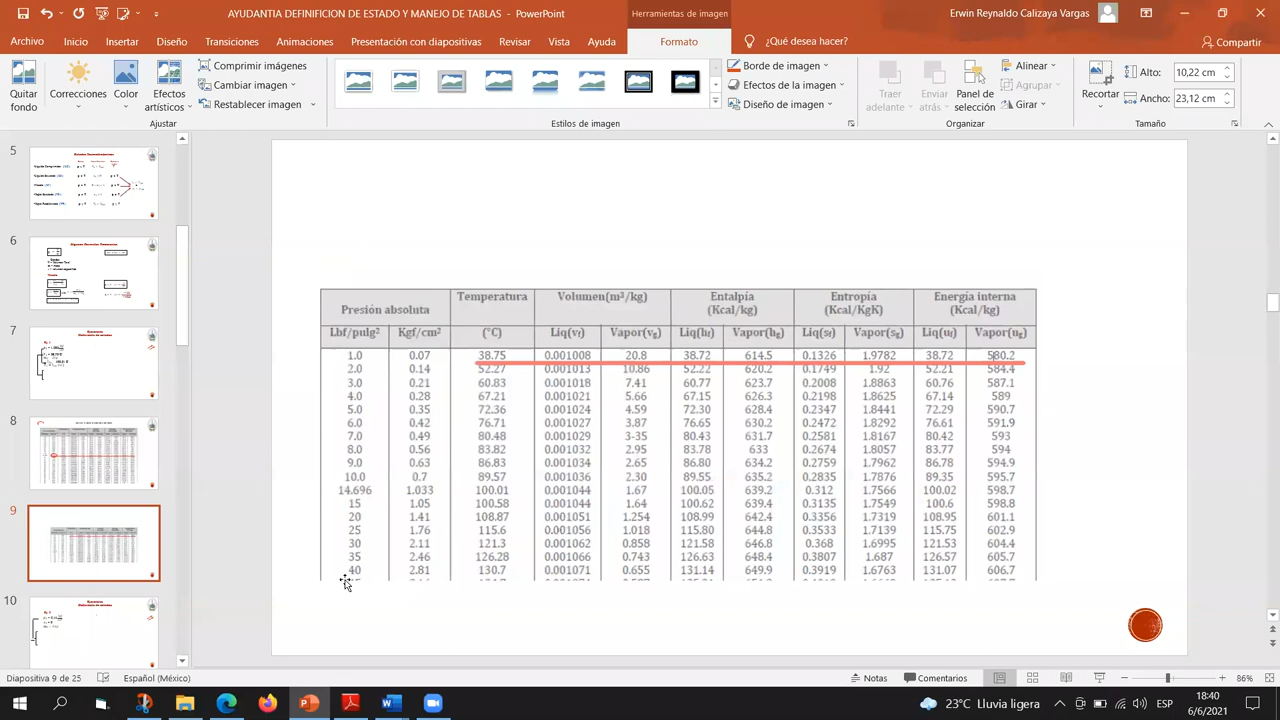 AYUDANTIA DEFINIFICION DE ESTADO Y MANEJO DE TABLAS - PowerPoint
Herramientas de imagen
Erwin Reynaldo Calizaya Vargas
Archivo Inicio Insertar Diseño Transiciones Animaciones Presentación con diapositivas Revisar Vista Ayuda Formato ¿Qué desea hacer? Compartir
Quitar fondo
Correcciones
Color
Efectos artísticos
Comprimir imágenes
Cambiar imagen
Restablecer imagen
Ajustar
Estilos de imagen
Borde de imagen
Efectos de la imagen
Diseño de imagen
Traer adelante
Enviar atrás
Panel de selección
Alinear
Agrupar
Girar
Organizar
Recortar
Alto: 10,22 cm
Ancho: 23,12 cm
Tamaño
5
6
7
8
9
10
Presión absoluta Temperatura Volumen(m³/kg) Entalpía (Kcal/kg) Entropía (Kcal/KgK) Energía interna (Kcal/kg)
Lbf/pulg² Kgf/cm² (°C) Liq(vf) Vapor(vg) Liq(hf) Vapor(hg) Liq(sf) Vapor(sg) Liq(uf) Vapor(ug)
1.0 0.07 38.75 0.001008 20.8 38.72 614.5 0.1326 1.9782 38.72 580.2
2.0 0.14 52.27 0.001013 10.86 52.22 620.2 0.1749 1.92 52.21 584.4
3.0 0.21 60.83 0.001018 7.41 60.77 623.7 0.2008 1.8863 60.76 587.1
4.0 0.28 67.21 0.001021 5.66 67.15 626.3 0.2198 1.8625 67.14 589
5.0 0.35 72.36 0.001024 4.59 72.30 628.4 0.2347 1.8441 72.29 590.7
6.0 0.42 76.71 0.001027 3.87 76.65 630.2 0.2472 1.8292 76.61 591.9
7.0 0.49 80.48 0.001029 3-35 80.43 631.7 0.2581 1.8167 80.42 593
8.0 0.56 83.82 0.001032 2.95 83.78 633 0.2674 1.8057 83.77 594
9.0 0.63 86.83 0.001034 2.65 86.80 634.2 0.2759 1.7962 86.78 594.9
10.0 0.7 89.57 0.001036 2.30 89.55 635.2 0.2835 1.7876 89.35 595.7
14.696 1.033 100.01 0.001044 1.67 100.05 639.2 0.312 1.7566 100.02 598.7
15 1.05 100.58 0.001044 1.64 100.62 639.4 0.3135 1.7549 100.6 598.8
20 1.41 108.87 0.001051 1.254 108.99 642.4 0.3356 1.7319 108.95 601.1
25 1.76 115.6 0.001056 1.018 115.80 644.8 0.3533 1.7139 115.75 602.9
30 2.11 121.3 0.001062 0.858 121.58 646.8 0.368 1.6995 121.53 604.4
35 2.46 126.28 0.001066 0.743 126.63 648.4 0.3807 1.687 126.57 605.7
40 2.81 130.7 0.001071 0.655 131.14 649.9 0.3919 1.6763 131.07 606.7
Diapositiva 9 de 25 Español (México) Notas Comentarios 86%
23°C Lluvia ligera ESP
18:40
6/6/2021